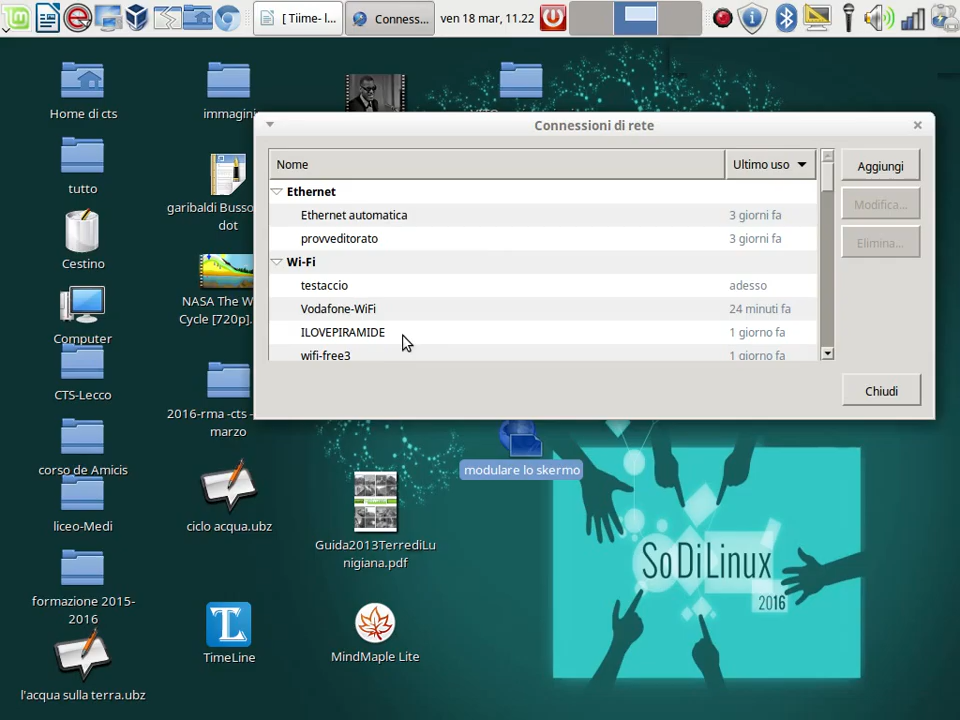 [ Tiime- l...
Conness...
ven 18 mar, 11.22
Home di cts
immagini
tutto
garibaldi Busso
dot
Cestino
NASA The W
Cycle [720p].
Computer
CTS-Lecco
2016-rma -cts -
marzo
corso de Amicis
liceo-Medi
ciclo acqua.ubz
formazione 2015-
2016
l'acqua sulla terra.ubz
TimeLine
Guida2013TerrediLu
nigiana.pdf
MindMaple Lite
modulare lo skermo
Connessioni di rete
Nome
Ultimo uso
Aggiungi
Ethernet
Ethernet automatica
3 giorni fa
Modifica...
provveditorato
3 giorni fa
Elimina...
Wi-Fi
testaccio
adesso
Vodafone-WiFi
24 minuti fa
ILOVEPIRAMIDE
1 giorno fa
wifi-free3
1 giorno fa
Chiudi
SoDiLinux
2016